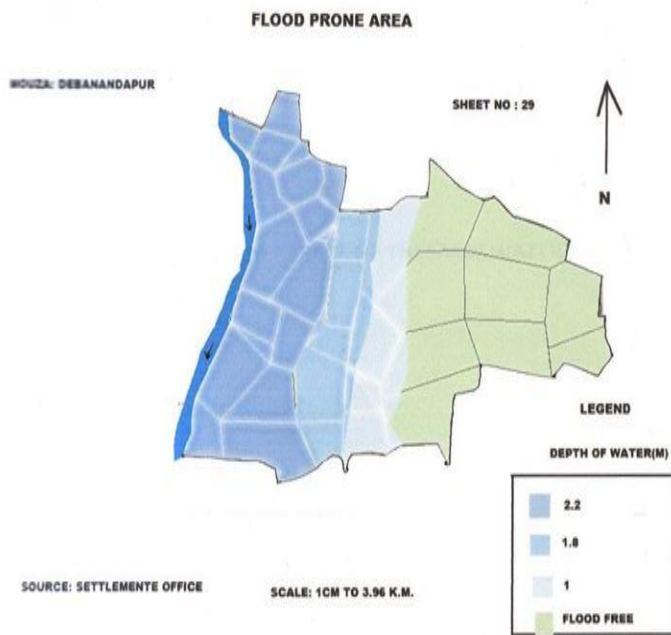 FLOOD PRONE AREA
MOUZA: DEBANANDAPUR
SHEET NO : 29
N
LEGEND
DEPTH OF WATER(M)
2.2
1.8
1
FLOOD FREE
SOURCE: SETTLEMENTE OFFICE
SCALE: 1CM TO 3.96 K.M.